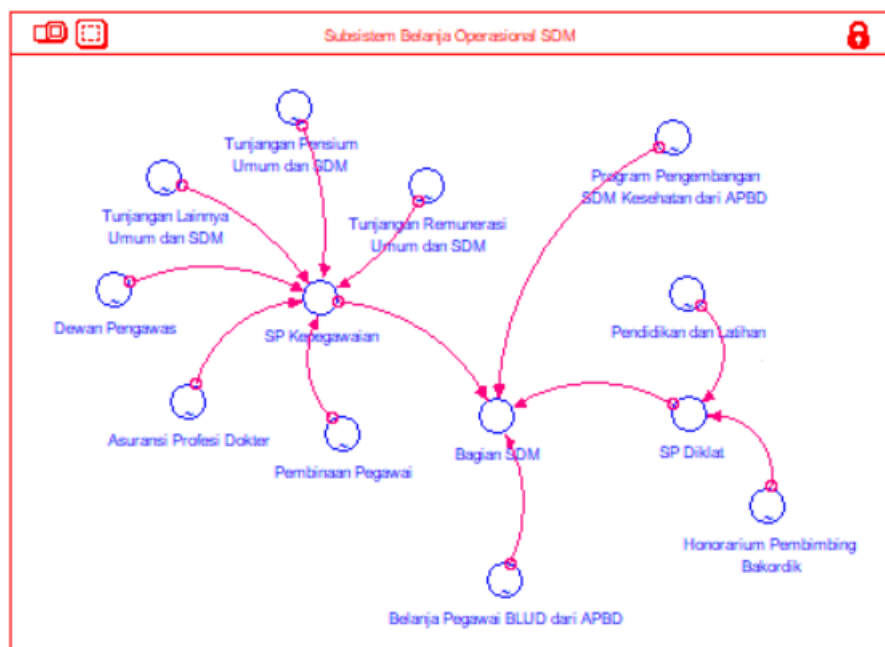 Subsistem Belanja Operasional SDM
Tunjangan Pensium
Umum dan SDM
Program Pengembangan
SDM Kesehatan dari APBD
Tunjangan Lainnya
Umum dan SDM
Tunjangan Remunerasi
Umum dan SDM
Dewan Pengawas
SP Kepegawaian
Pendidikan dan Latihan
Asuransi Profesi Dokter
Pembinaan Pegawai
Bagian SDM
SP Diklat
Honorarium Pembimbing
Bakordik
Belanja Pegawai BLUD dari APBD